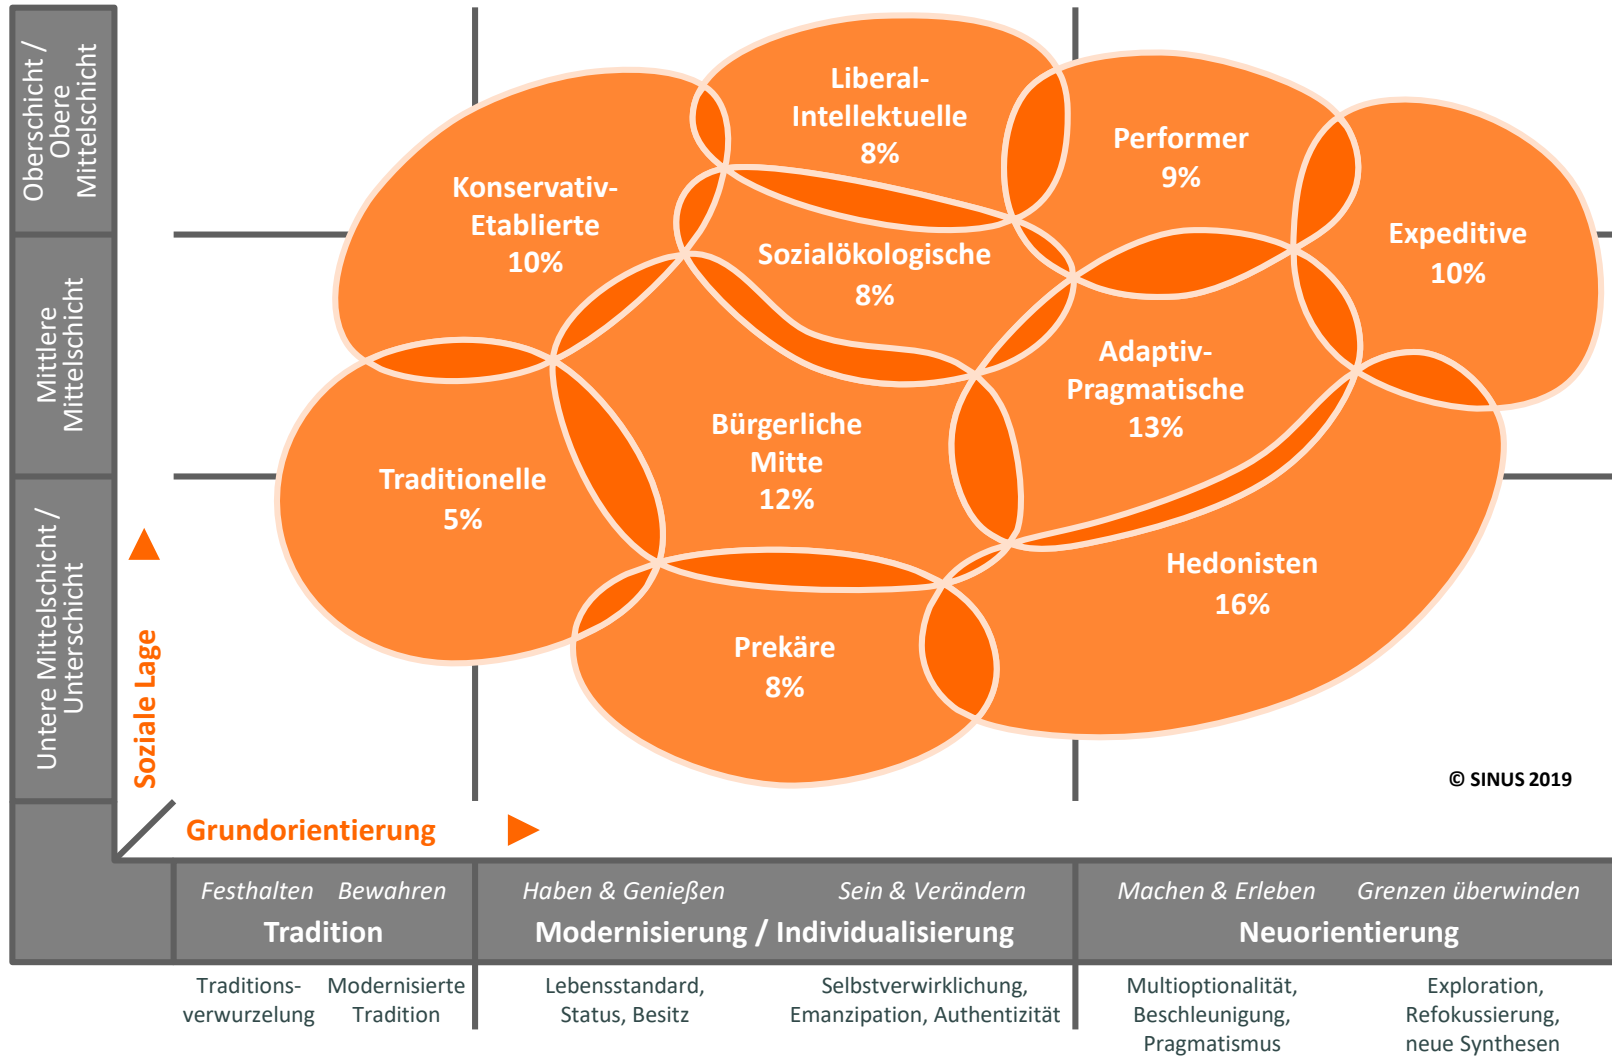 Oberschicht /
Obere
Mittelschicht
Mittlere
Mittelschicht
Untere Mittelschicht /
Unterschicht
Soziale Lage
Liberal-
Intellektuelle
8%
Performer
9%
Konservativ-
Etablierte
10%
Sozialökologische
8%
Expeditive
10%
Adaptiv-
Pragmatische
13%
Bürgerliche
Mitte
12%
Traditionelle
5%
Hedonisten
16%
Prekäre
8%
© SINUS 2019
Grundorientierung
Festhalten Bewahren
Tradition
Haben & Genießen Sein & Verändern
Modernisierung / Individualisierung
Machen & Erleben Grenzen überwinden
Neuorientierung
Traditions-
verwurzelung
Modernisierte
Tradition
Lebensstandard,
Status, Besitz
Selbstverwirklichung,
Emanzipation, Authentizität
Multioptionalität,
Beschleunigung,
Pragmatismus
Exploration,
Refokussierung,
neue Synthesen